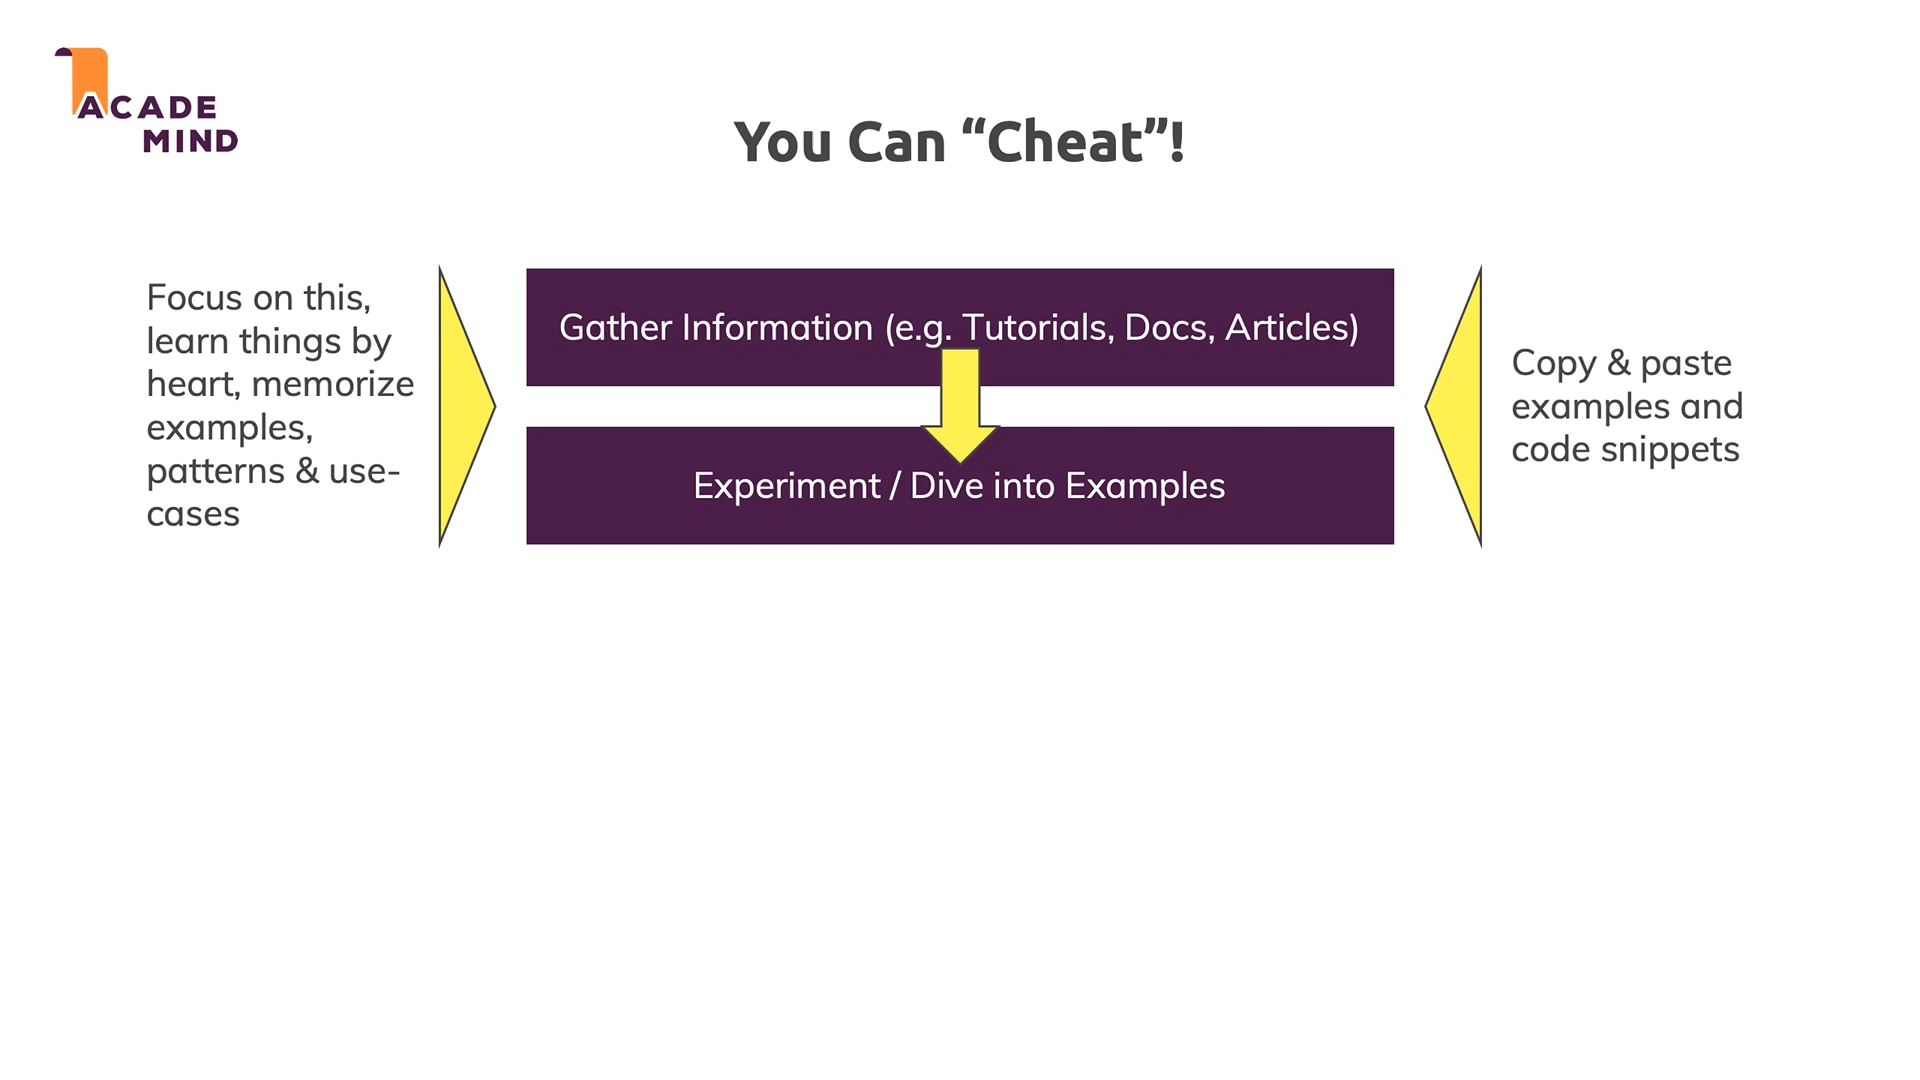 ACADE
MIND
You Can “Cheat”!
Focus on this,
learn things by
heart, memorize
examples,
patterns & use-
cases
Gather Information (e.g. Tutorials, Docs, Articles)
Experiment / Dive into Examples
Copy & paste
examples and
code snippets